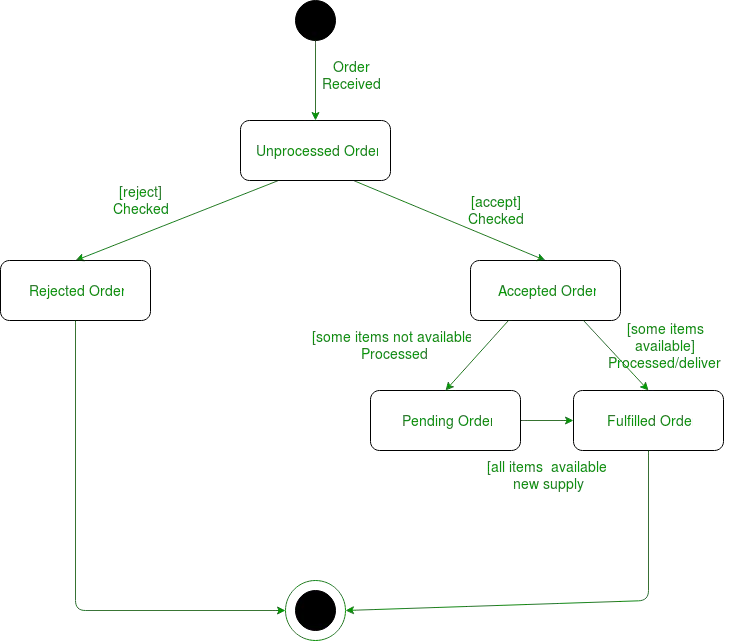 Order
Received
Unprocessed Order
[reject]
Checked
[accept]
Checked
Rejected Order
Accepted Order
[some items not available
Processed
[some items
available]
Processed/deliver
Pending Order
Fulfilled Orde
[all items available
new supply